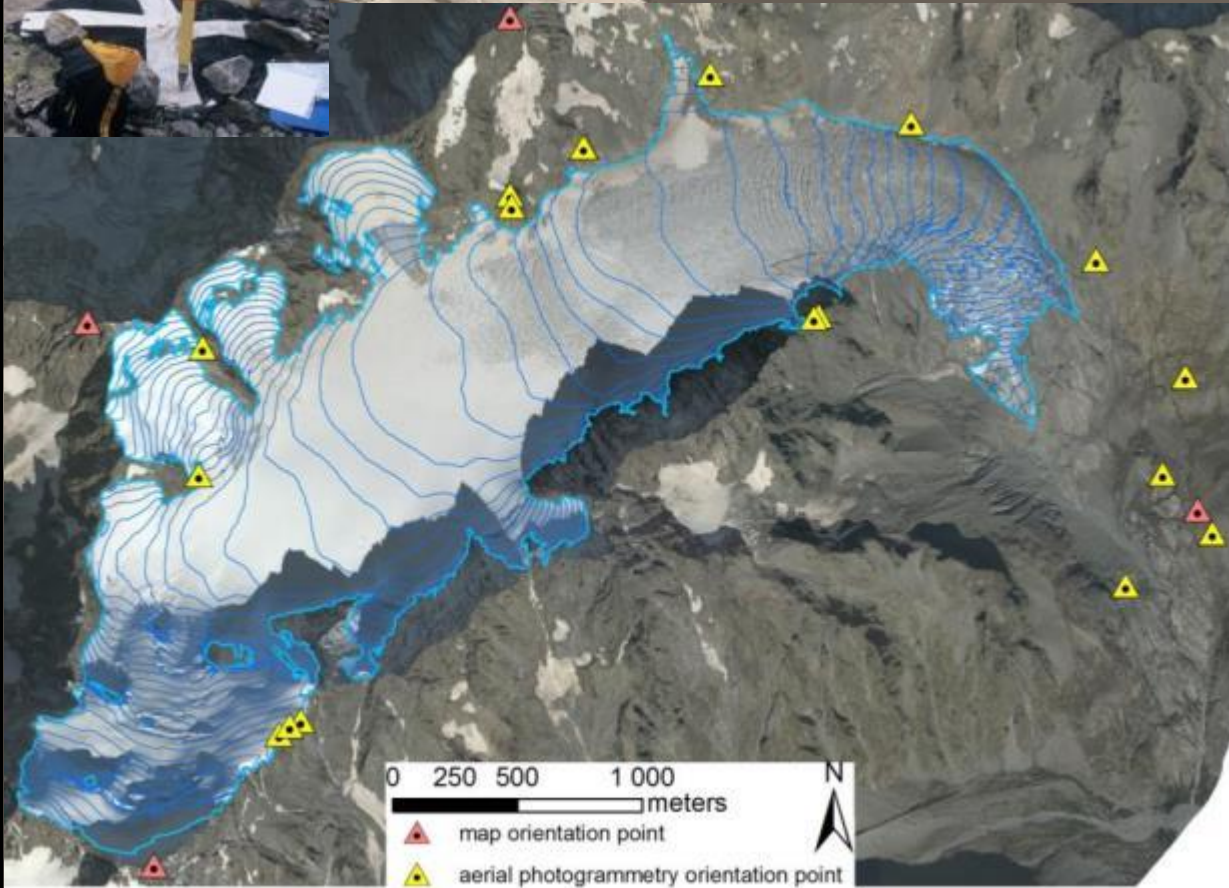 0 250 500 1 000
meters
N
map orientation point
aerial photogrammetry orientation point